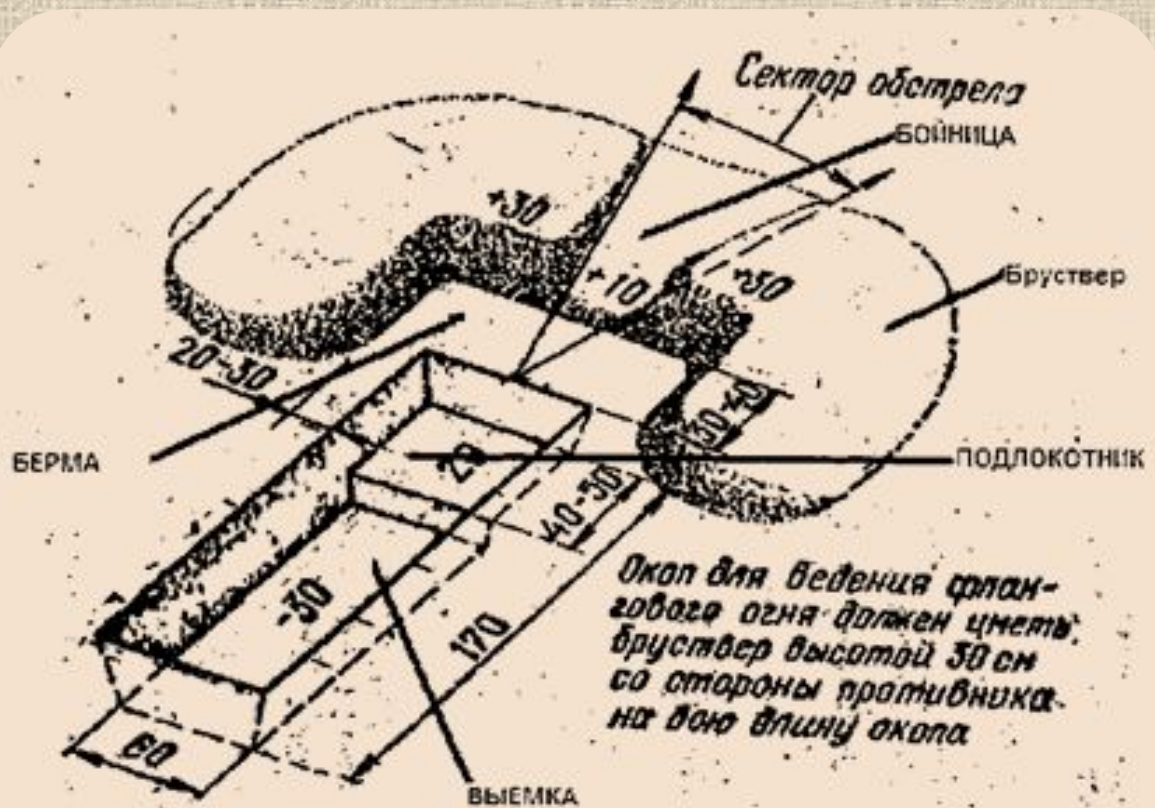 Сектор обстрела
БОЙНИЦА
+30
+10
Бруствер
20-30
30-40
БЕРМА
20
ПОДЛОКОТНИК
40-50
-30
170
60
Окоп для ведения флан-
гового огня должен иметь
бруствер высотой 30 см
со стороны противника
на всю длину окопа
ВЫЕМКА